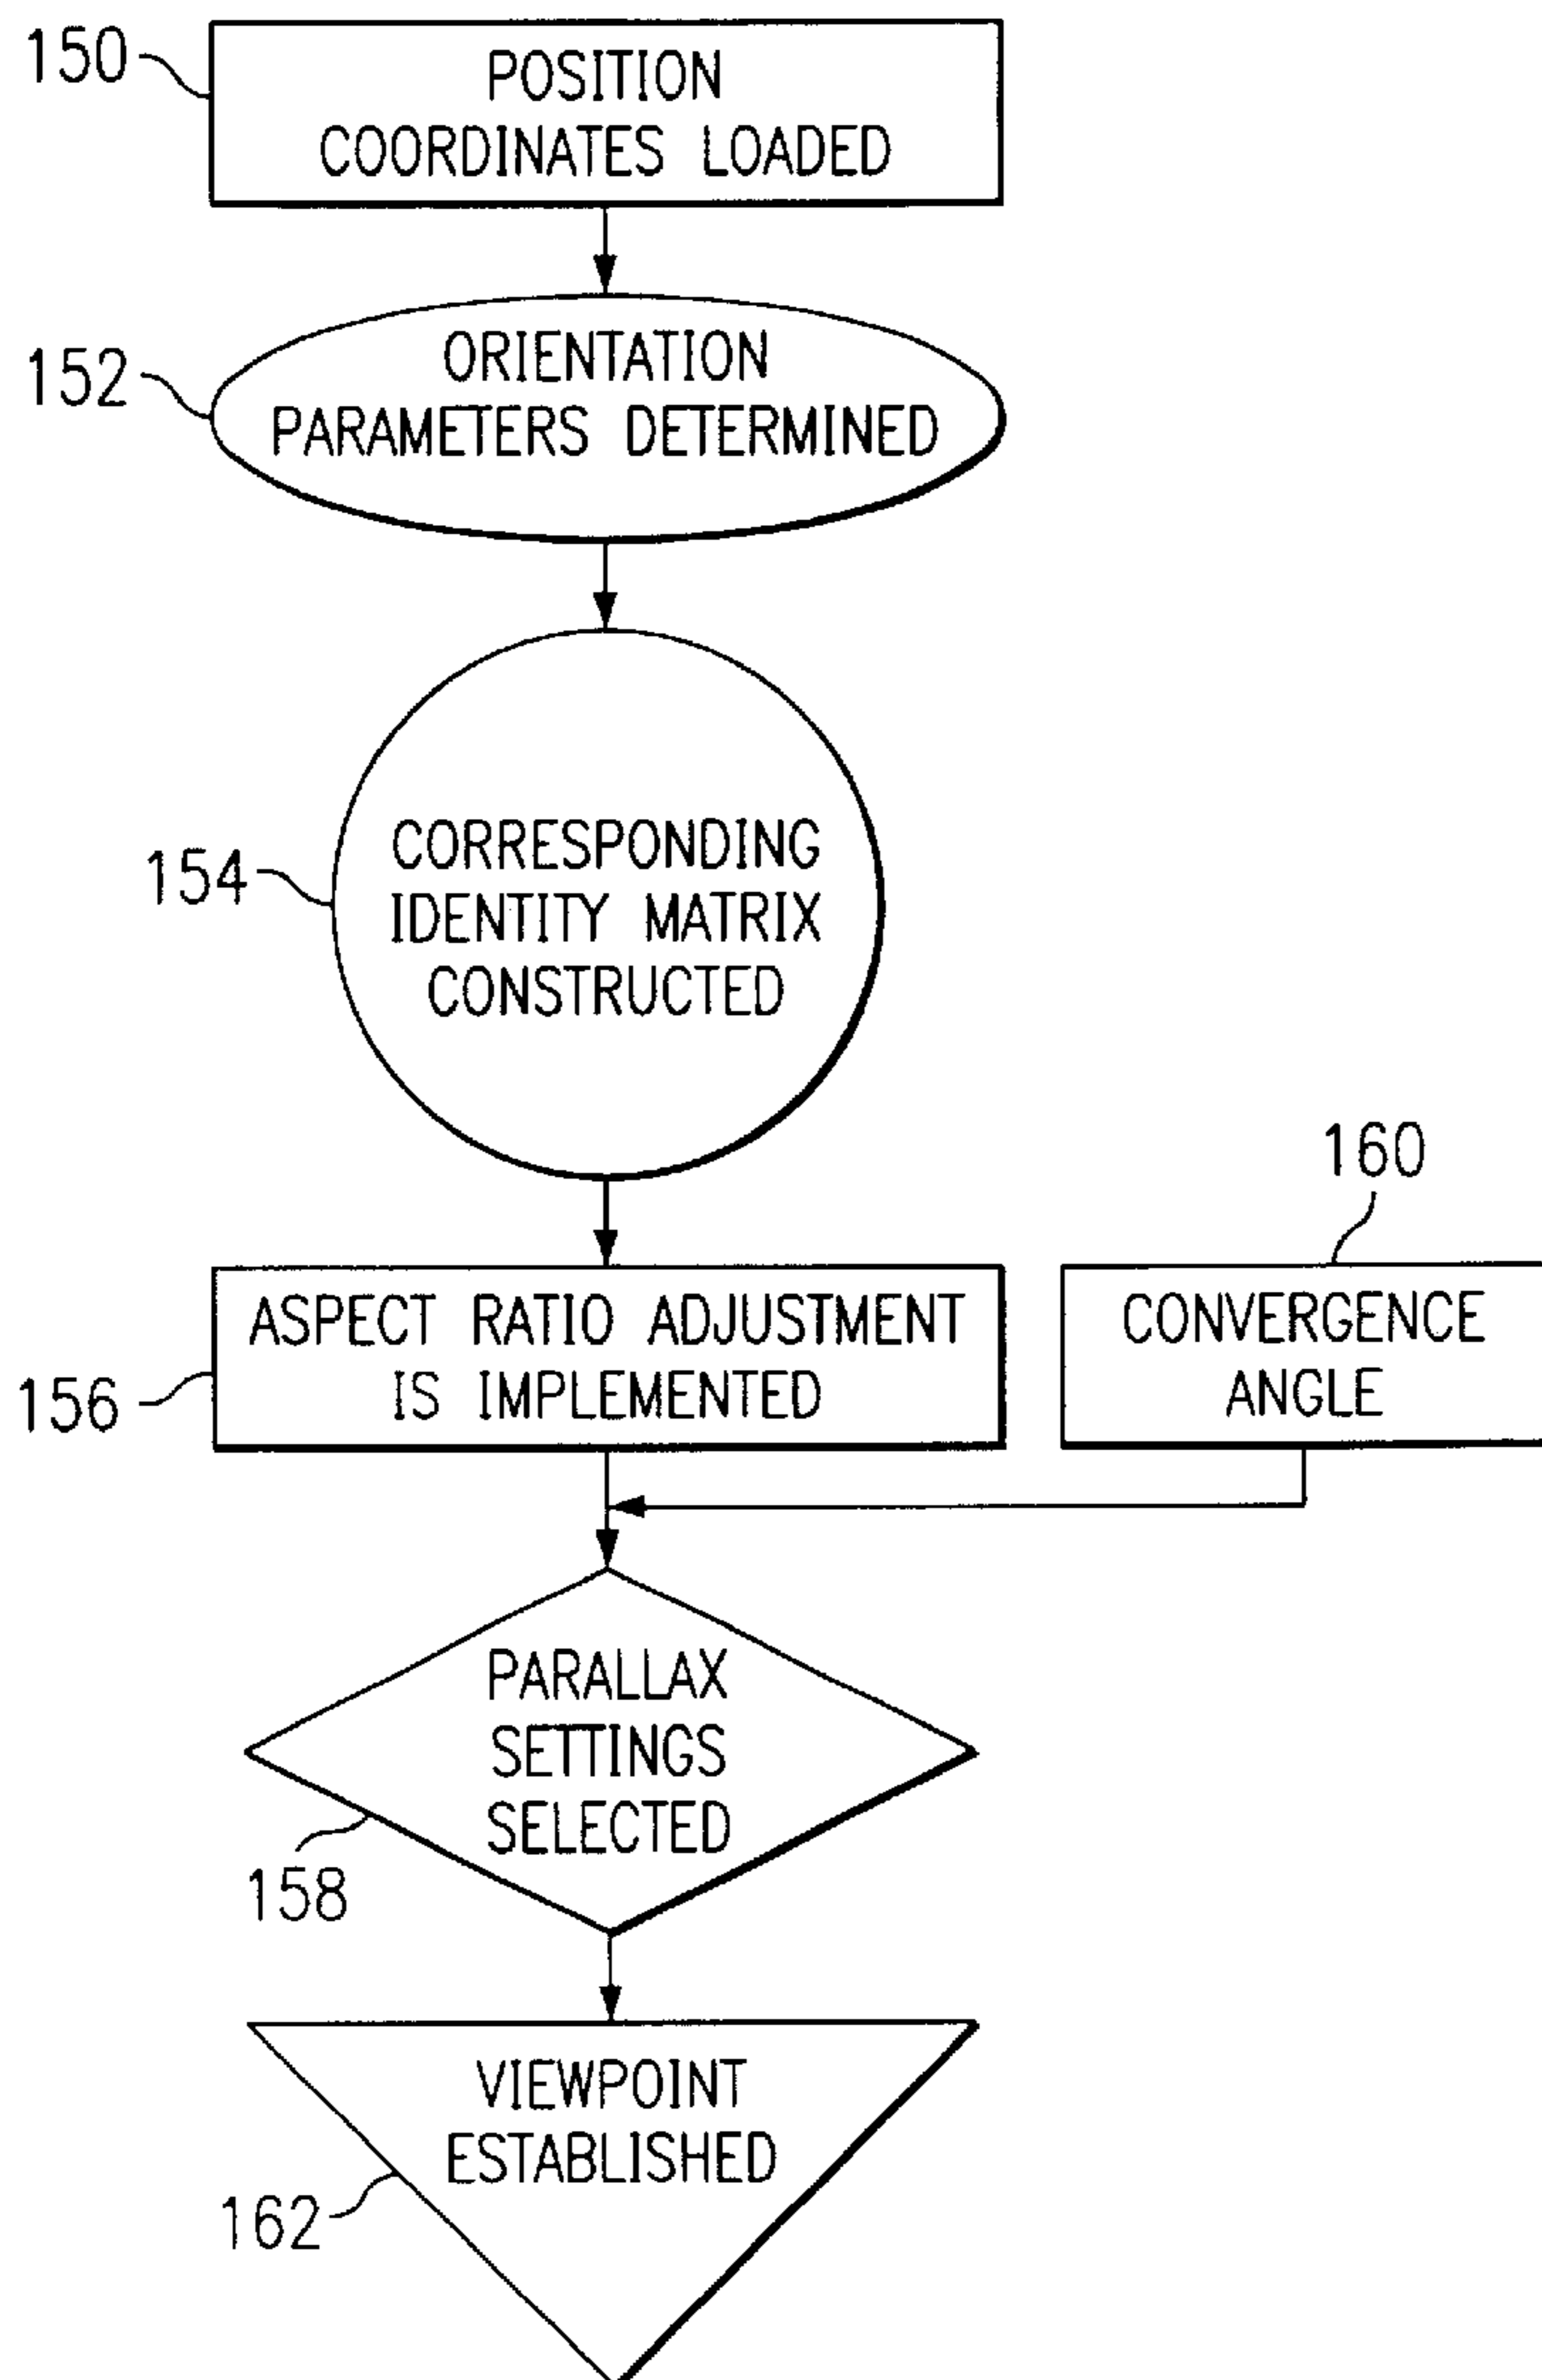 150
POSITION
COORDINATES LOADED
152
ORIENTATION
PARAMETERS DETERMINED
154
CORRESPONDING
IDENTITY MATRIX
CONSTRUCTED
160
156
ASPECT RATIO ADJUSTMENT
IS IMPLEMENTED
CONVERGENCE
ANGLE
PARALLAX
SETTINGS
SELECTED
158
VIEWPOINT
ESTABLISHED
162